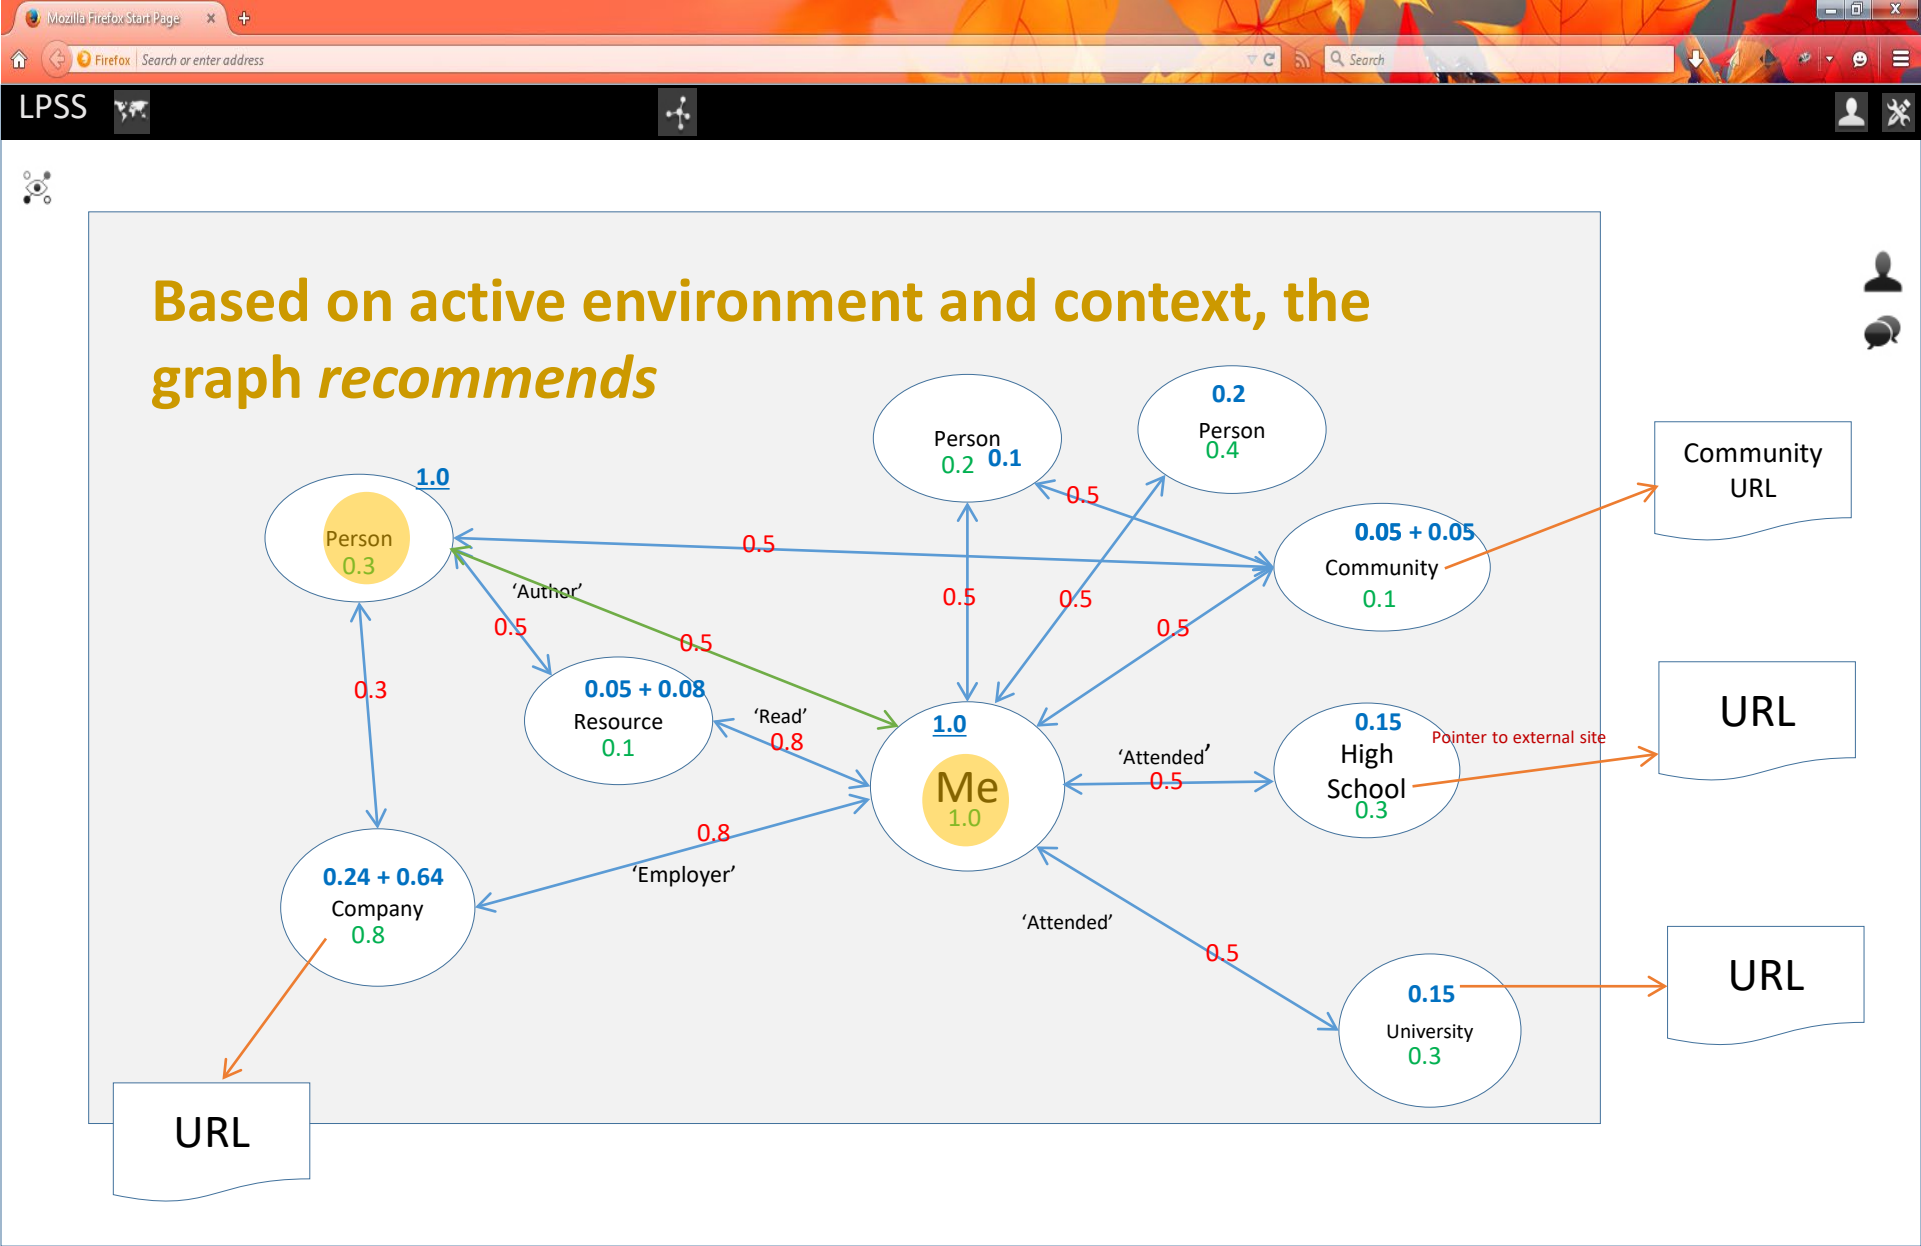 Mozilla Firefox Start Page x +
Firefox Search or enter address
Search
LPSS
Based on active environment and context, the
graph recommends
0.2
Person
0.4
Person
0.2 0.1
Community
URL
1.0
Person
0.3
0.5
0.5
0.05 + 0.05
Community
0.1
'Author'
0.5
0.5
0.5
0.5
0.5
0.3
0.05 + 0.08
Resource
0.1
'Read'
0.8
1.0
Me
1.0
'Attended'
0.5
0.15
High
School
0.3
Pointer to external site
URL
0.8
'Employer'
0.24 + 0.64
Company
0.8
'Attended'
0.5
0.15
University
0.3
URL
URL